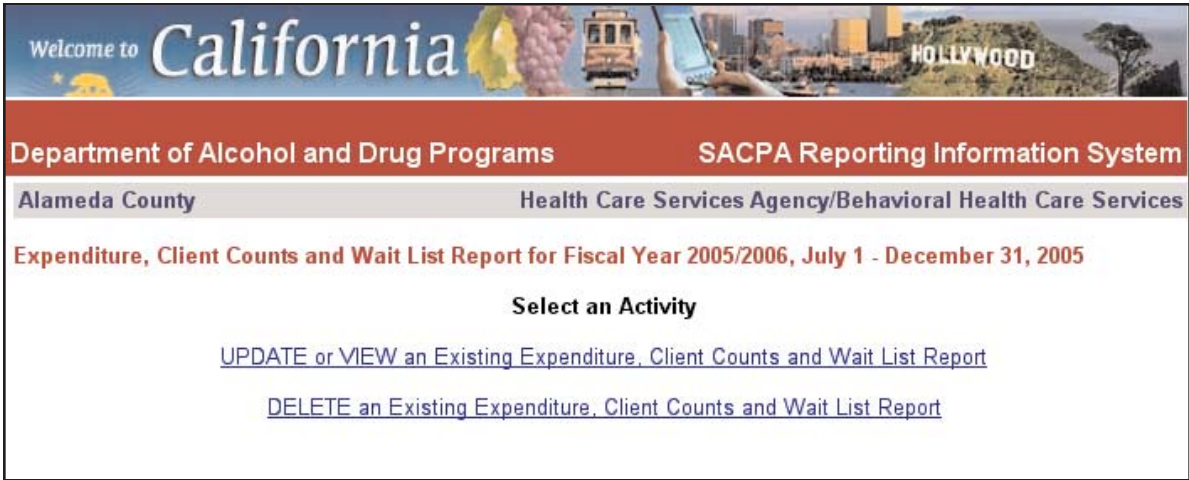 Welcome to California
HOLLYWOOD
Department of Alcohol and Drug Programs SACPA Reporting Information System
Alameda County Health Care Services Agency/Behavioral Health Care Services
Expenditure, Client Counts and Wait List Report for Fiscal Year 2005/2006, July 1 - December 31, 2005
Select an Activity
UPDATE or VIEW an Existing Expenditure, Client Counts and Wait List Report
DELETE an Existing Expenditure, Client Counts and Wait List Report